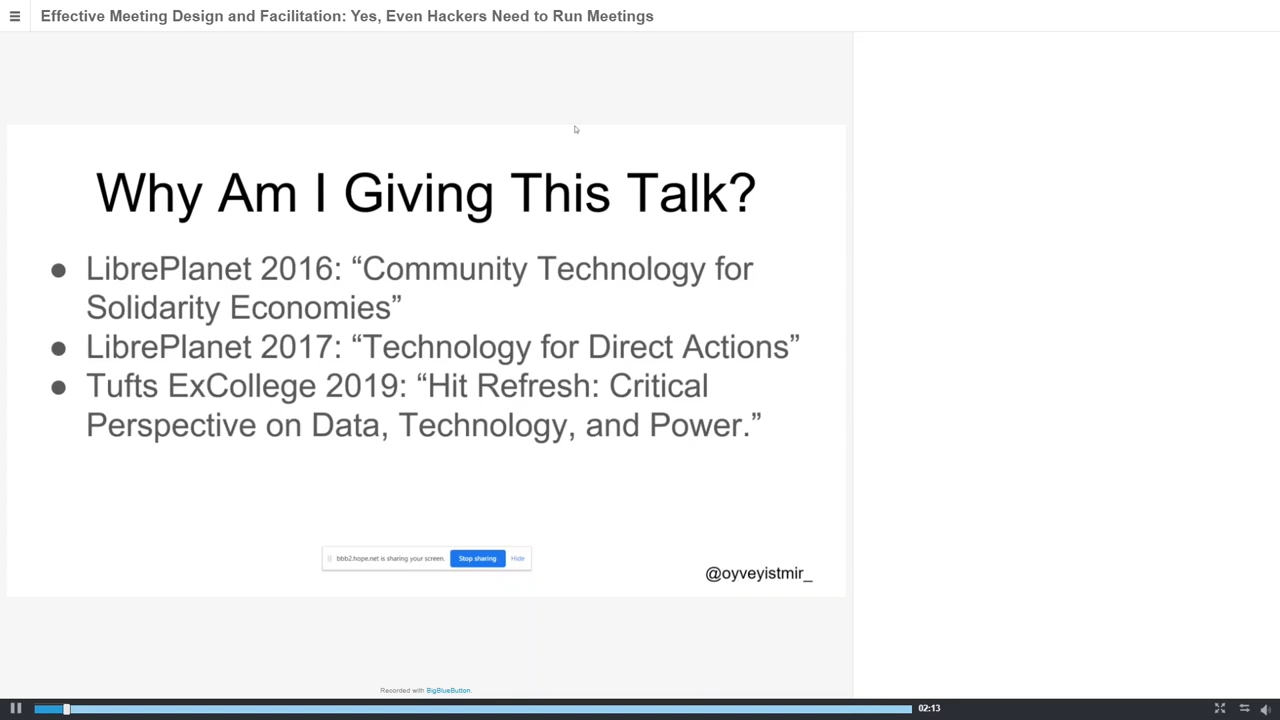 Effective Meeting Design and Facilitation: Yes, Even Hackers Need to Run Meetings
Why Am I Giving This Talk?
● LibrePlanet 2016: “Community Technology for
Solidarity Economies”
● LibrePlanet 2017: “Technology for Direct Actions”
● Tufts ExCollege 2019: “Hit Refresh: Critical
Perspective on Data, Technology, and Power.”
bbb2.hope.net is sharing your screen. Stop sharing Hide
@oyveyistmir_
Recorded with BigBlueButton.
02:13